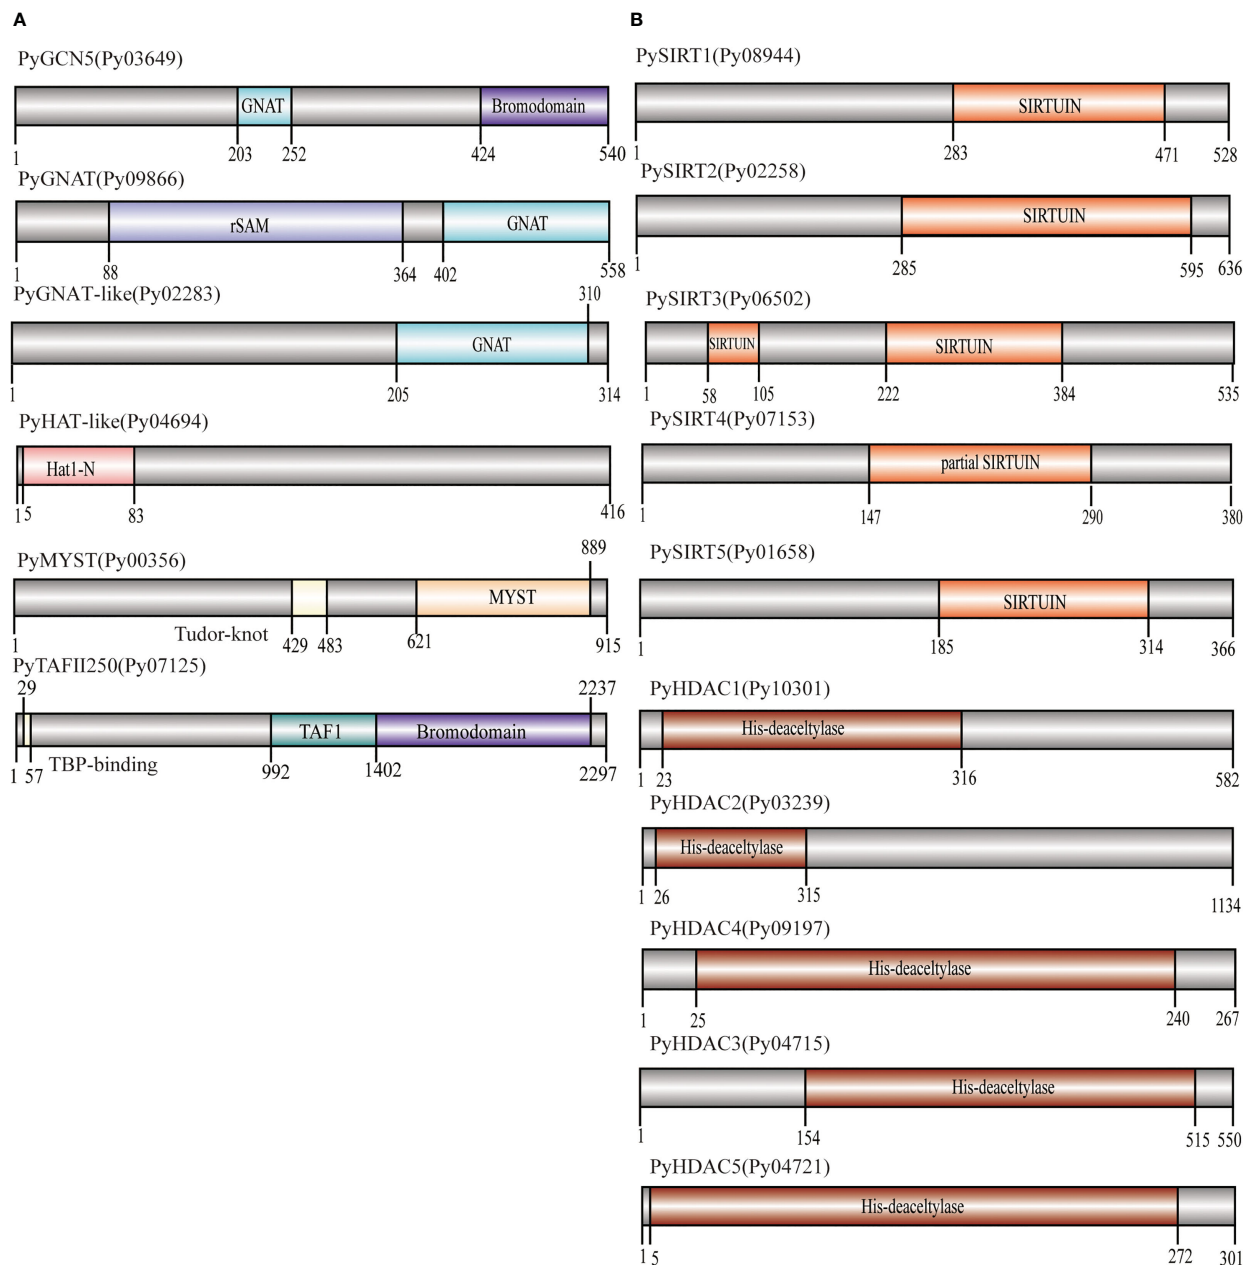 A
PyGCN5(Py03649)
GNAT Bromodomain
1 203 252 424 540
PyGNAT(Py09866)
rSAM GNAT
1 88 364 402 558
PyGNAT-like(Py02283) 310
GNAT
1 205 314
PyHAT-like(Py04694)
Hat1-N
1 5 83 416
PyMYST(Py00356) 889
MYST
1 Tudor-knot 429 483 621 915
PyTAFII250(Py07125)
29 2237
TAF1 Bromodomain
1 57 TBP-binding 992 1402 2297
B
PySIRT1(Py08944)
SIRTUIN
1 283 471 528
PySIRT2(Py02258)
SIRTUIN
1 285 595 636
PySIRT3(Py06502)
SIRTUIN SIRTUIN
1 58 105 222 384 535
PySIRT4(Py07153)
partial SIRTUIN
1 147 290 380
PySIRT5(Py01658)
SIRTUIN
1 185 314 366
PyHDAC1(Py10301)
His-deaceltylase
1 23 316 582
PyHDAC2(Py03239)
His-deaceltylase
1 26 315 1134
PyHDAC4(Py09197)
His-deaceltylase
1 25 240 267
PyHDAC3(Py04715)
His-deaceltylase
1 154 515 550
PyHDAC5(Py04721)
His-deaceltylase
1 5 272 301